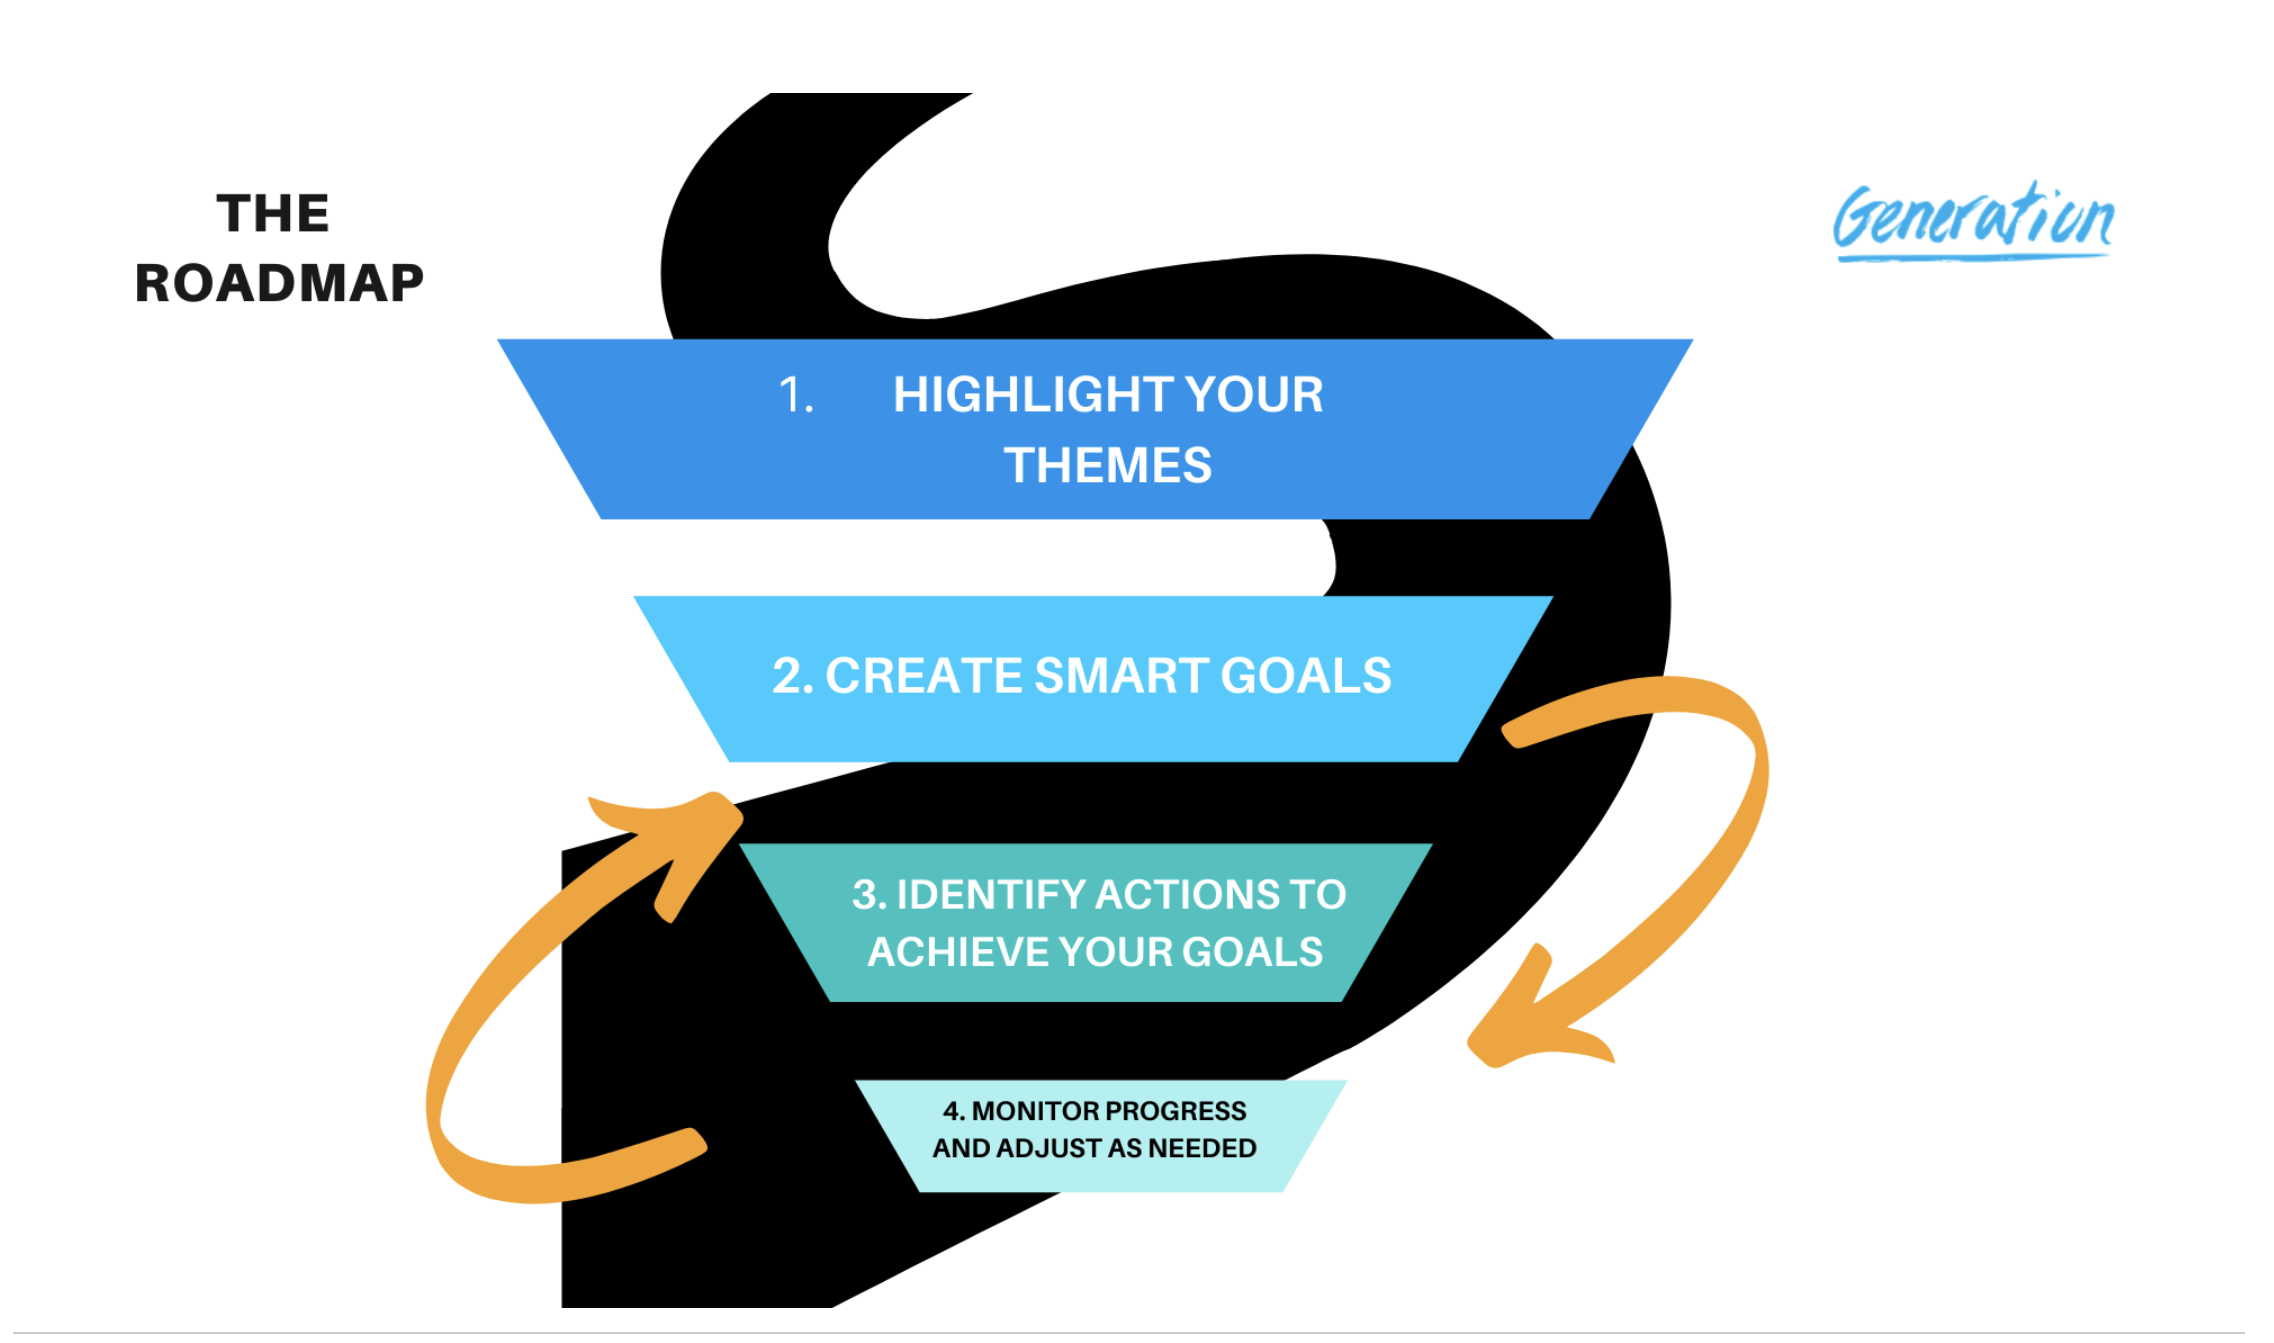 THE
ROADMAP
Generation
1. HIGHLIGHT YOUR
THEMES
2. CREATE SMART GOALS
3. IDENTIFY ACTIONS TO
ACHIEVE YOUR GOALS
4. MONITOR PROGRESS
AND ADJUST AS NEEDED